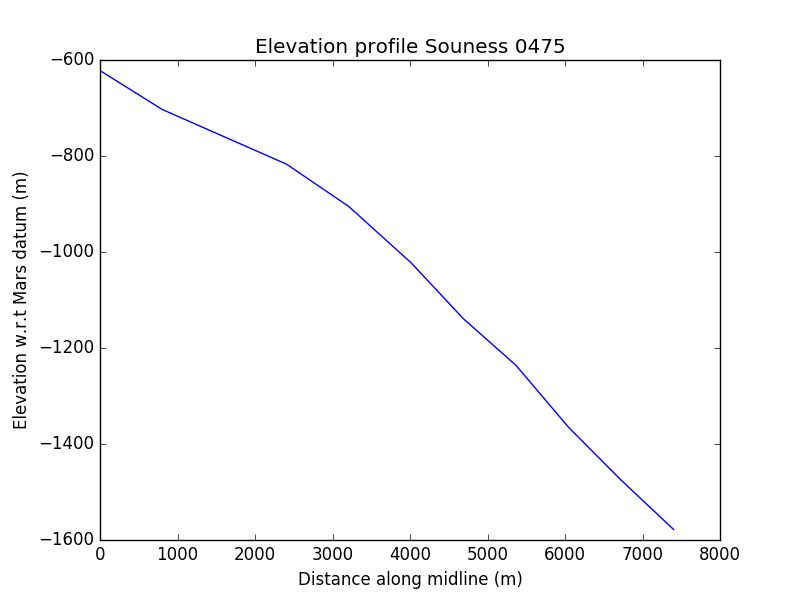 Elevation profile Souness 0475
−600
−800
−1000
−1200
−1400
−1600
Elevation w.r.t Mars datum (m)
0 1000 2000 3000 4000 5000 6000 7000 8000
Distance along midline (m)